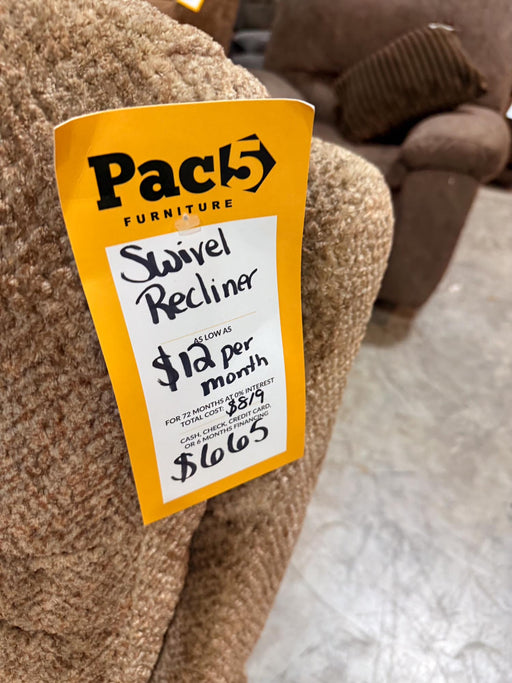 Pac5
FURNITURE
Swivel
Recliner
AS LOW AS
$12 per
month
FOR 72 MONTHS AT 0% INTEREST
TOTAL COST: $819
CASH, CHECK, CREDIT CARD,
OR 6 MONTHS FINANCING
$665